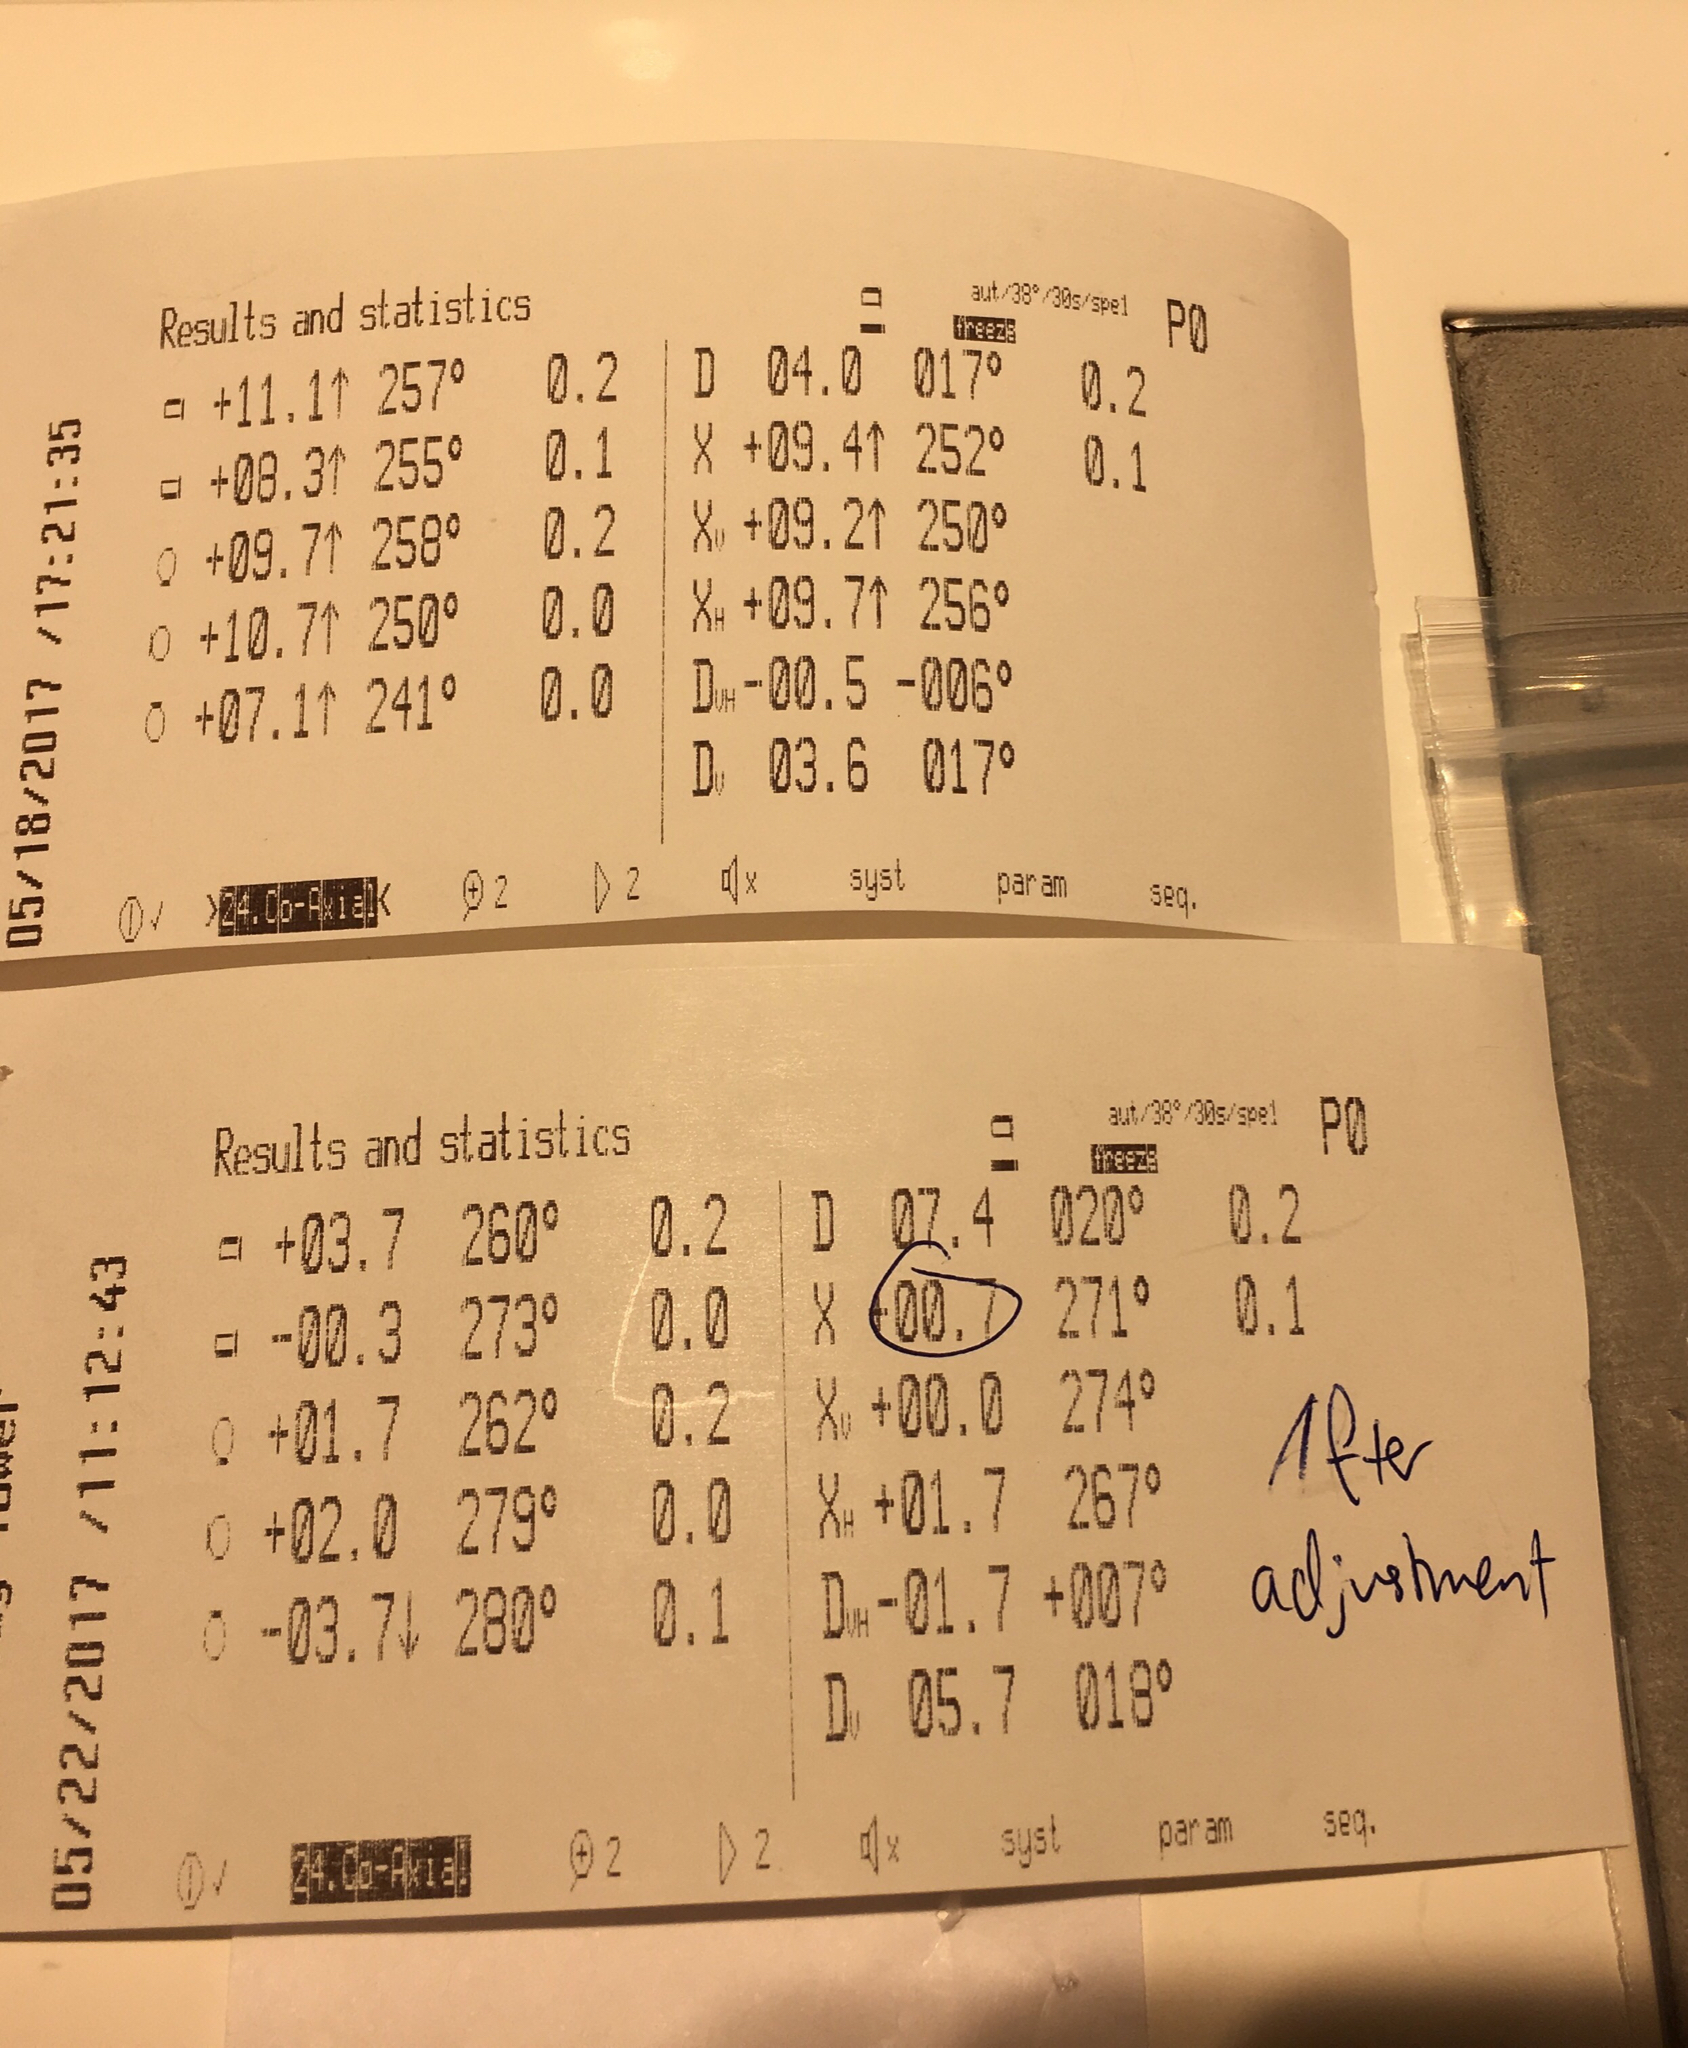 05/18/2017 /17:21:35
Results and statistics
aut/38°/30s/spe1
freeze
P0
+11.1↑ 257° 0.2
+08.3↑ 255° 0.1
+09.7↑ 258° 0.2
+10.7↑ 250° 0.0
+07.1↑ 241° 0.0
D 04.0 017° 0.2
X +09.4↑ 252° 0.1
Xv +09.2↑ 250°
XH +09.7↑ 256°
DVH -00.5 -006°
Dv 03.6 017°
>24.Co-Axial< 2 2 x syst param seq.
05/22/2017 /11:12:43
Results and statistics
aut/38°/30s/spe1
freeze
P0
+03.7 260° 0.2
-00.3 273° 0.0
+01.7 262° 0.2
+02.0 279° 0.0
-03.7↓ 280° 0.1
D 07.4 020° 0.2
X +00.7 271° 0.1
Xv +00.0 274°
XH +01.7 267°
DVH -01.7 +007°
Dv 05.7 018°
After
adjustment
24.Co-Axial 2 2 x syst param seq.